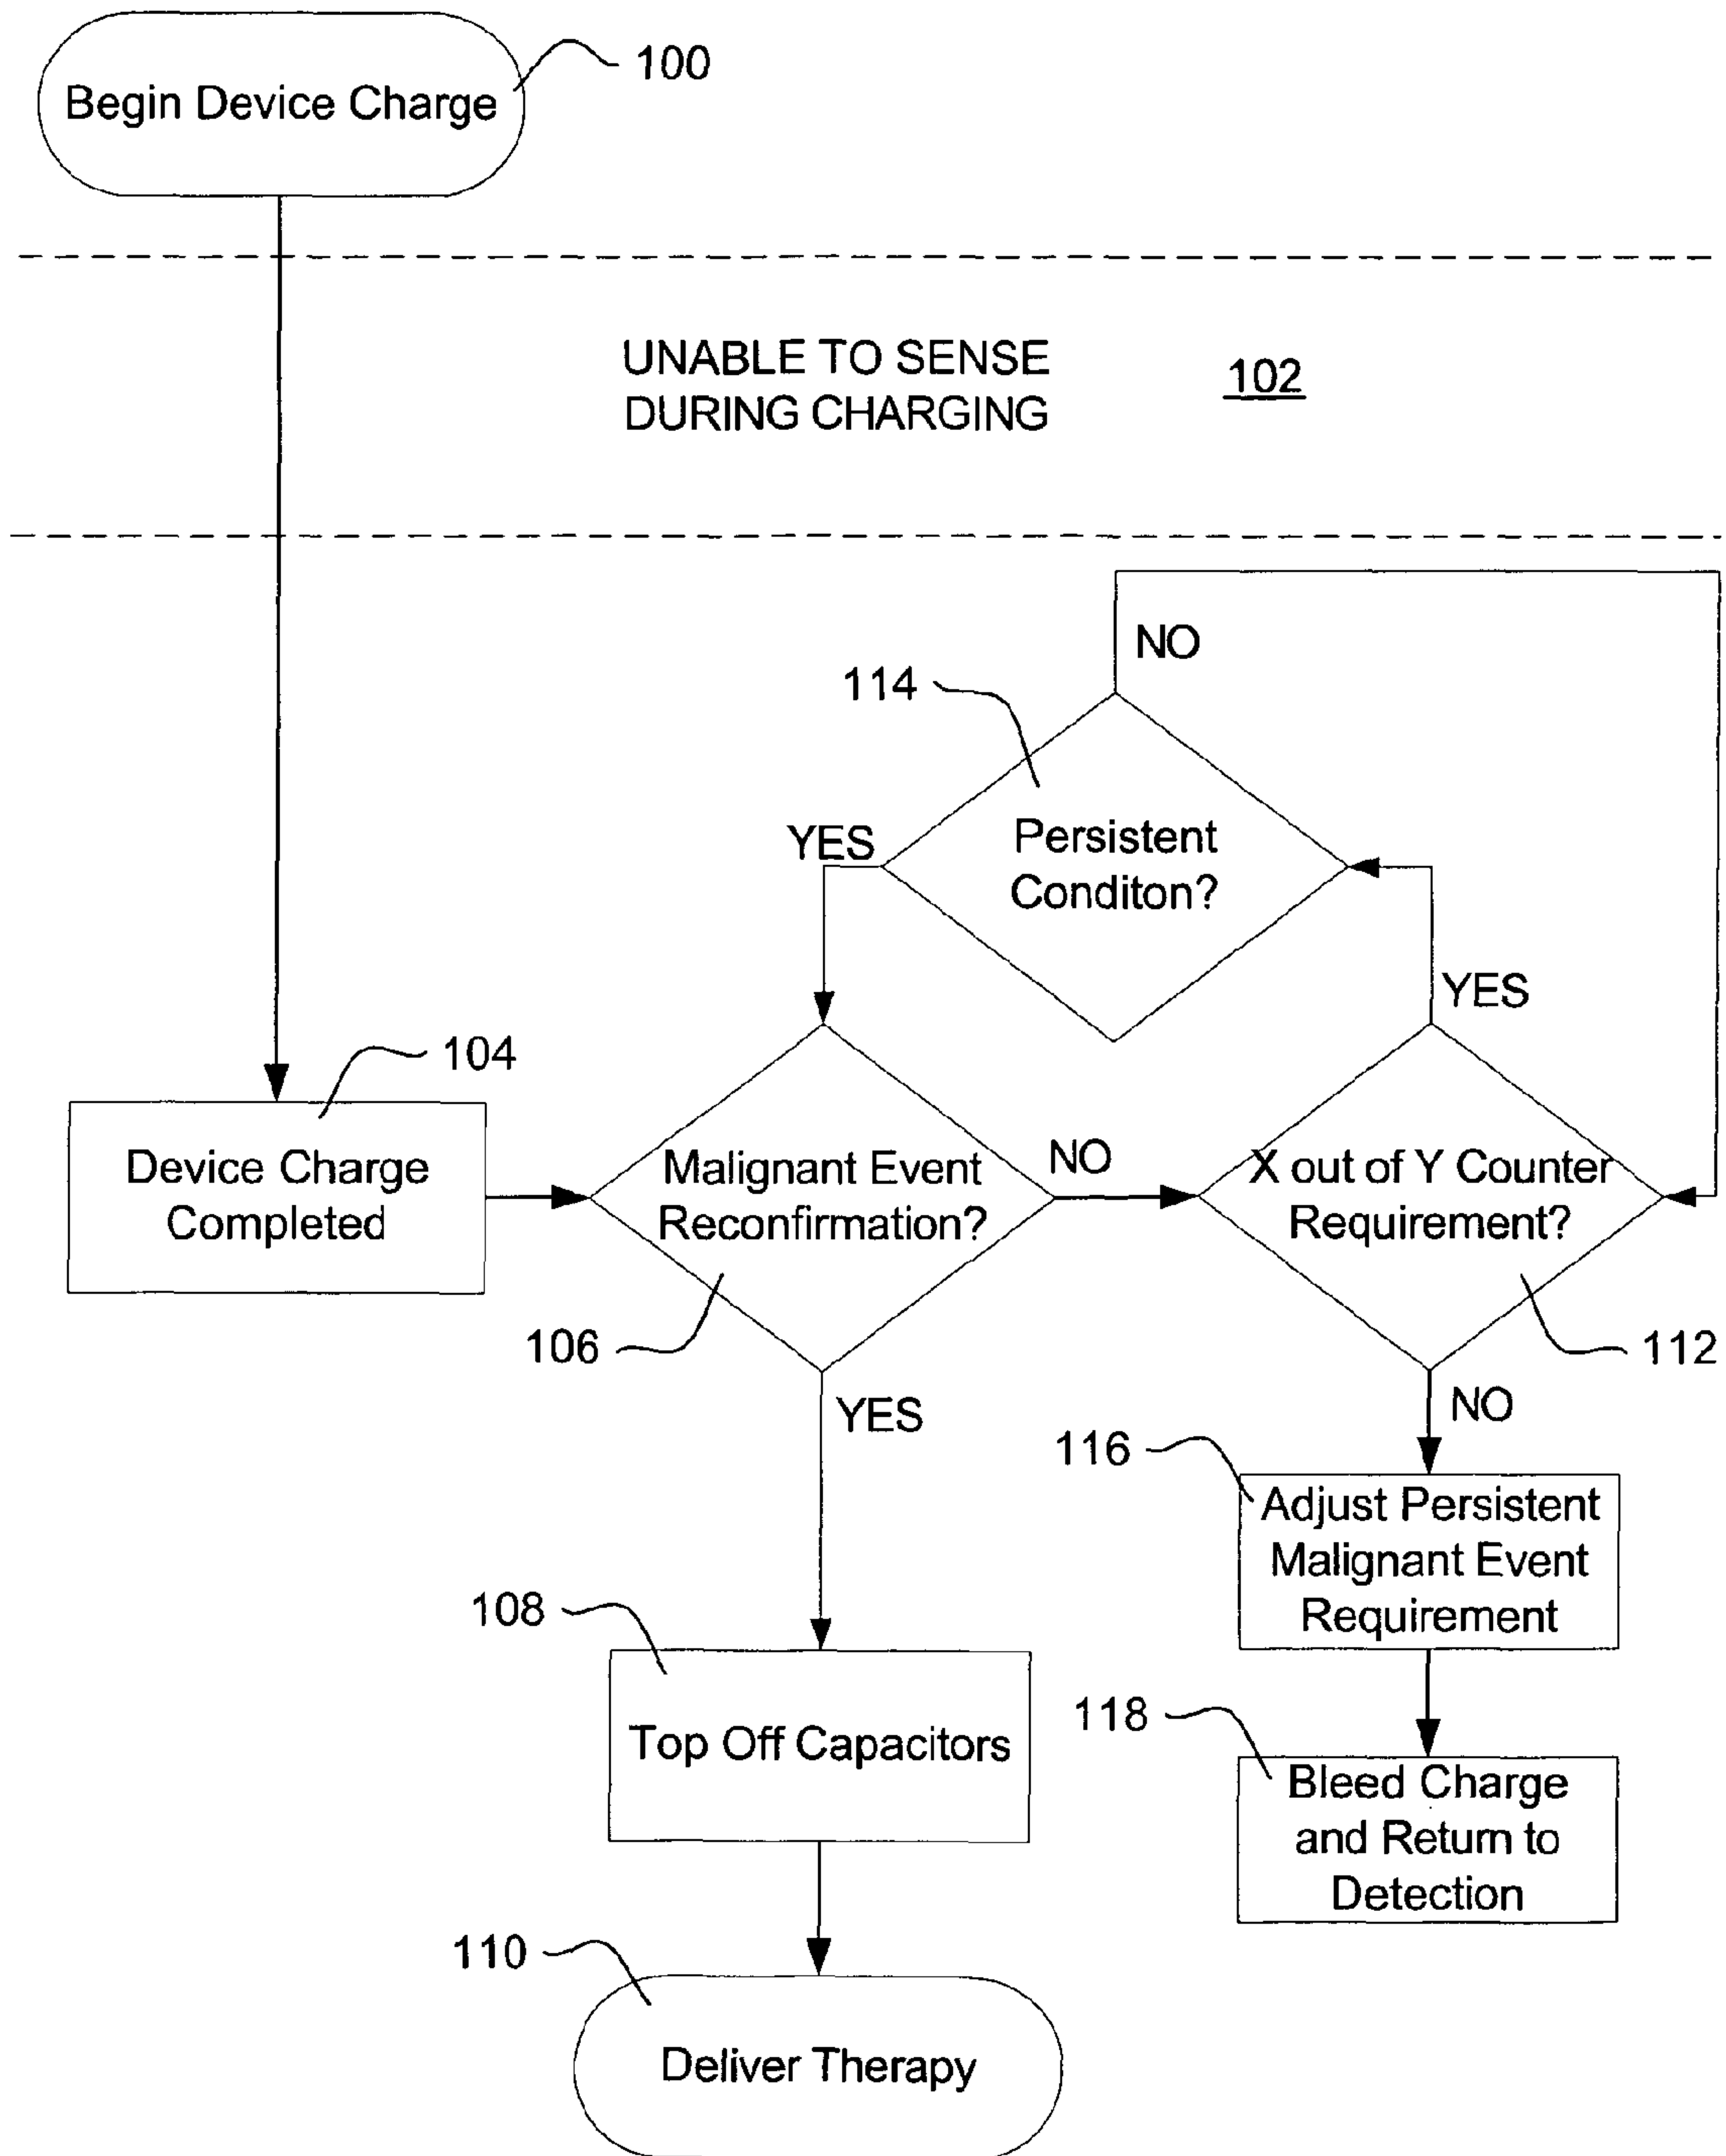 Begin Device Charge
100
UNABLE TO SENSE
DURING CHARGING
102
NO
114
Persistent
Conditon?
YES
YES
104
Device Charge
Completed
Malignant Event
Reconfirmation?
NO
X out of Y Counter
Requirement?
106
112
YES
NO
116
Adjust Persistent
Malignant Event
Requirement
108
Top Off Capacitors
118
Bleed Charge
and Return to
Detection
110
Deliver Therapy